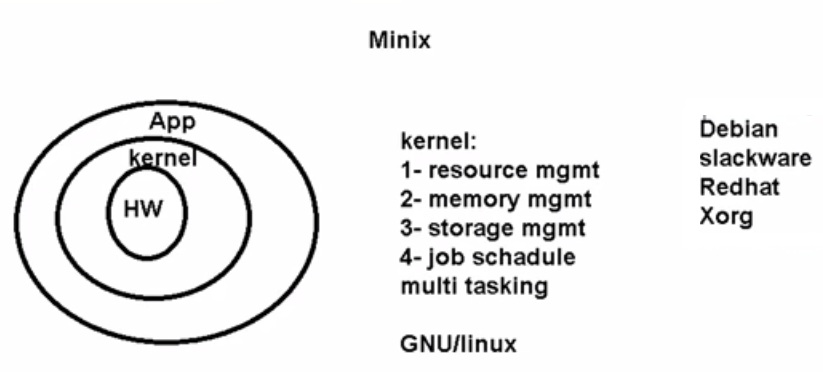 Minix
App
kernel
HW
kernel:
1- resource mgmt
2- memory mgmt
3- storage mgmt
4- job schadule
multi tasking
GNU/linux
Debian
slackware
Redhat
Xorg